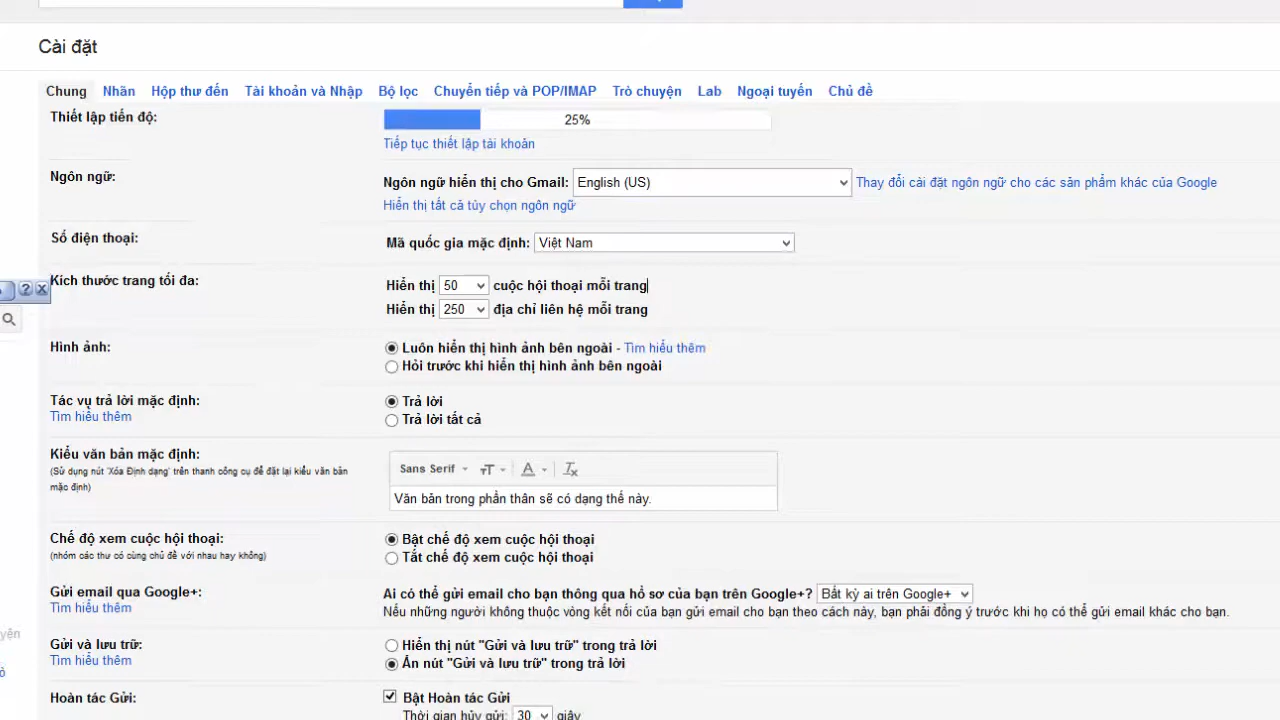 Cài đặt
Chung Nhãn Hộp thư đến Tài khoản và Nhập Bộ lọc Chuyển tiếp và POP/IMAP Trò chuyện Lab Ngoại tuyến Chủ đề
Thiết lập tiến độ: 25%
Tiếp tục thiết lập tài khoản
Ngôn ngữ: Ngôn ngữ hiển thị cho Gmail: English (US) Thay đổi cài đặt ngôn ngữ cho các sản phẩm khác của Google
Hiển thị tất cả tùy chọn ngôn ngữ
Số điện thoại: Mã quốc gia mặc định: Việt Nam
Kích thước trang tối đa: Hiển thị 50 cuộc hội thoại mỗi trang
Hiển thị 250 địa chỉ liên hệ mỗi trang
Hình ảnh: Luôn hiển thị hình ảnh bên ngoài - Tìm hiểu thêm
Hỏi trước khi hiển thị hình ảnh bên ngoài
Tác vụ trả lời mặc định: Trả lời
Tìm hiểu thêm Trả lời tất cả
Kiểu văn bản mặc định:
(Sử dụng nút 'Xóa Định dạng' trên thanh công cụ để đặt lại kiểu văn bản
mặc định)
Sans Serif
Văn bản trong phần thân sẽ có dạng thế này.
Chế độ xem cuộc hội thoại: Bật chế độ xem cuộc hội thoại
(nhóm các thư có cùng chủ đề với nhau hay không) Tắt chế độ xem cuộc hội thoại
Gửi email qua Google+: Ai có thể gửi email cho bạn thông qua hồ sơ của bạn trên Google+? Bất kỳ ai trên Google+
Tìm hiểu thêm Nếu những người không thuộc vòng kết nối của bạn gửi email cho bạn theo cách này, bạn phải đồng ý trước khi họ có thể gửi email khác cho bạn.
Gửi và lưu trữ: Hiển thị nút "Gửi và lưu trữ" trong trả lời
Tìm hiểu thêm Ẩn nút "Gửi và lưu trữ" trong trả lời
Hoàn tác Gửi: Bật Hoàn tác Gửi
Thời gian hủy gửi: 30 giây